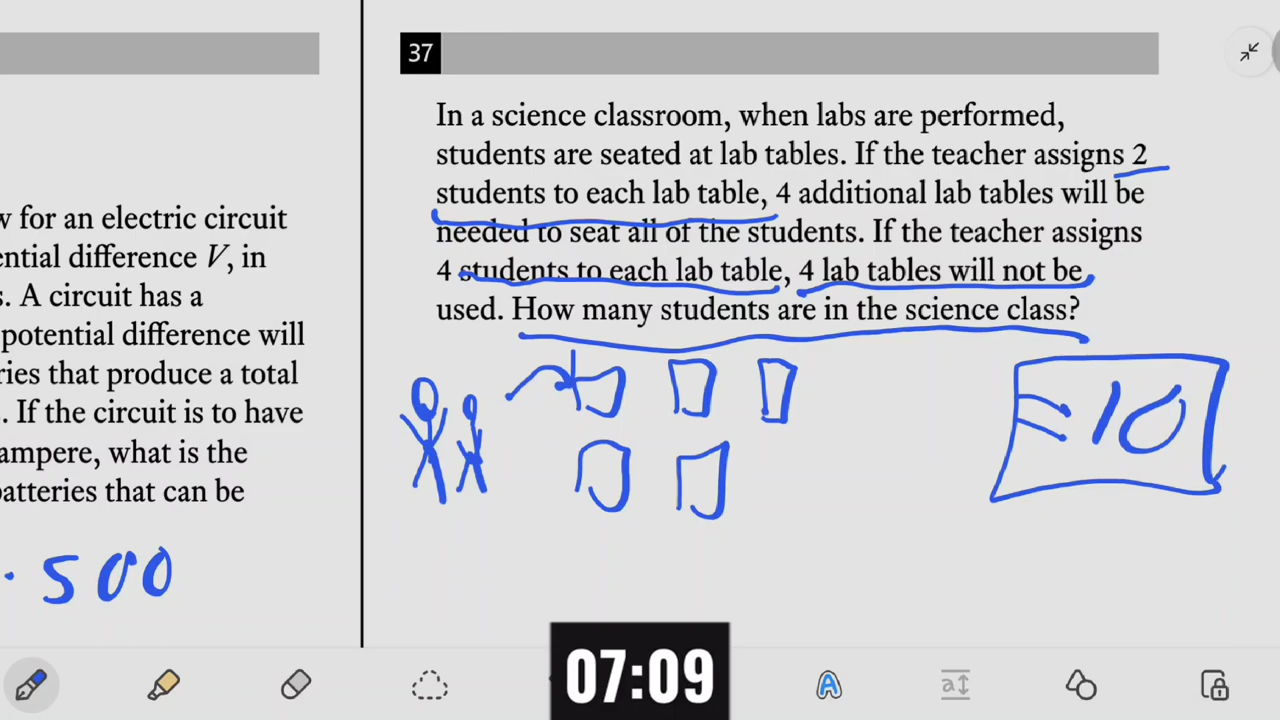 37
In a science classroom, when labs are performed,
students are seated at lab tables. If the teacher assigns 2
students to each lab table, 4 additional lab tables will be
needed to seat all of the students. If the teacher assigns
4 students to each lab table, 4 lab tables will not be
used. How many students are in the science class?
w for an electric circuit
ential difference V, in
s. A circuit has a
potential difference will
ries that produce a total
. If the circuit is to have
ampere, what is the
batteries that can be
· 500
= 10
07:09
A
a